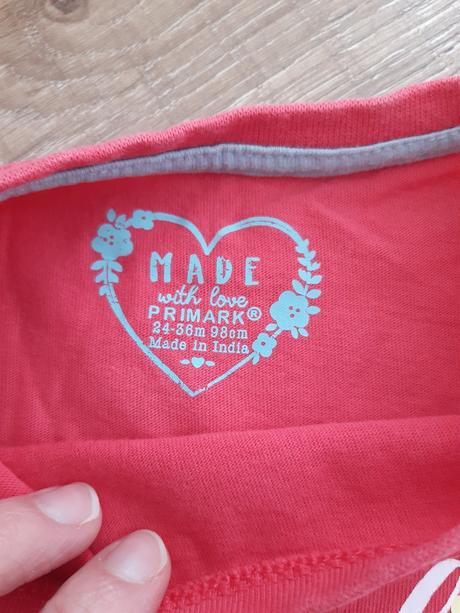 MADE
with love
PRIMARK®
24-36m 98cm
Made in India